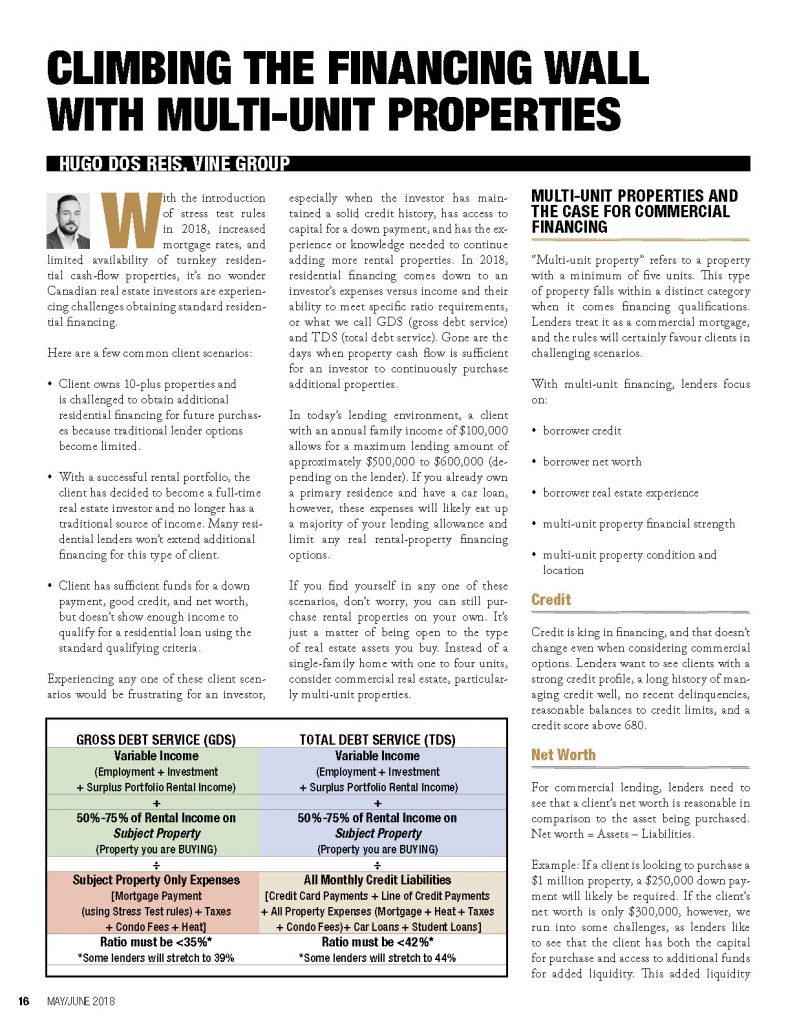 CLIMBING THE FINANCING WALL
WITH MULTI-UNIT PROPERTIES
HUGO DOS REIS, VINE GROUP
With the introduction
of stress test rules
in 2018, increased
mortgage rates, and
limited availability of turnkey residen-
tial cash-flow properties, it's no wonder
Canadian real estate investors are experien-
cing challenges obtaining standard residen-
tial financing.
Here are a few common client scenarios:
• Client owns 10-plus properties and
is challenged to obtain additional
residential financing for future purchas-
es because traditional lender options
become limited.
• With a successful rental portfolio, the
client has decided to become a full-time
real estate investor and no longer has a
traditional source of income. Many resi-
dential lenders won't extend additional
financing for this type of client.
• Client has sufficient funds for a down
payment, good credit, and net worth,
but doesn't show enough income to
qualify for a residential loan using the
standard qualifying criteria.
Experiencing any one of these client scen-
arios would be frustrating for an investor,
especially when the investor has main-
tained a solid credit history, has access to
capital for a down payment, and has the ex-
perience or knowledge needed to continue
adding more rental properties. In 2018,
residential financing comes down to an
investor's expenses versus income and their
ability to meet specific ratio requirements,
or what we call GDS (gross debt service)
and TDS (total debt service). Gone are the
days when property cash flow is sufficient
for an investor to continuously purchase
additional properties.
In today's lending environment, a client
with an annual family income of $100,000
allows for a maximum lending amount of
approximately $500,000 to $600,000 (de-
pending on the lender). If you already own
a primary residence and have a car loan,
however, these expenses will likely eat up
a majority of your lending allowance and
limit any real rental-property financing
options.
If you find yourself in any one of these
scenarios, don't worry, you can still pur-
chase rental properties on your own. It's
just a matter of being open to the type
of real estate assets you buy. Instead of a
single-family home with one to four units,
consider commercial real estate, particular-
ly multi-unit properties.
MULTI-UNIT PROPERTIES AND
THE CASE FOR COMMERCIAL
FINANCING
"Multi-unit property" refers to a property
with a minimum of five units. This type
of property falls within a distinct category
when it comes financing qualifications.
Lenders treat it as a commercial mortgage,
and the rules will certainly favour clients in
challenging scenarios.
With multi-unit financing, lenders focus
on:
• borrower credit
• borrower net worth
• borrower real estate experience
• multi-unit property financial strength
• multi-unit property condition and
location
Credit
Credit is king in financing, and that doesn't
change even when considering commercial
options. Lenders want to see clients with a
strong credit profile, a long history of man-
aging credit well, no recent delinquencies,
reasonable balances to credit limits, and a
credit score above 680.
Net Worth
For commercial lending, lenders need to
see that a client's net worth is reasonable in
comparison to the asset being purchased.
Net worth = Assets – Liabilities.
Example: If a client is looking to purchase a
$1 million property, a $250,000 down pay-
ment will likely be required. If the client's
net worth is only $300,000, however, we
run into some challenges, as lenders like
to see that the client has both the capital
for purchase and access to additional funds
for added liquidity. This added liquidity
GROSS DEBT SERVICE (GDS)
Variable Income
(Employment + Investment
+ Surplus Portfolio Rental Income)
+
50%-75% of Rental Income on
Subject Property
(Property you are BUYING)
÷
Subject Property Only Expenses
[Mortgage Payment
(using Stress Test rules) + Taxes
+ Condo Fees + Heat]
Ratio must be <35%*
*Some lenders will stretch to 39%
TOTAL DEBT SERVICE (TDS)
Variable Income
(Employment + Investment
+ Surplus Portfolio Rental Income)
+
50%-75% of Rental Income on
Subject Property
(Property you are BUYING)
÷
All Monthly Credit Liabilities
[Credit Card Payments + Line of Credit Payments
+ All Property Expenses (Mortgage + Heat + Taxes
+ Condo Fees)+ Car Loans + Student Loans]
Ratio must be <42%*
*Some lenders will stretch to 44%
16 MAY/JUNE 2018